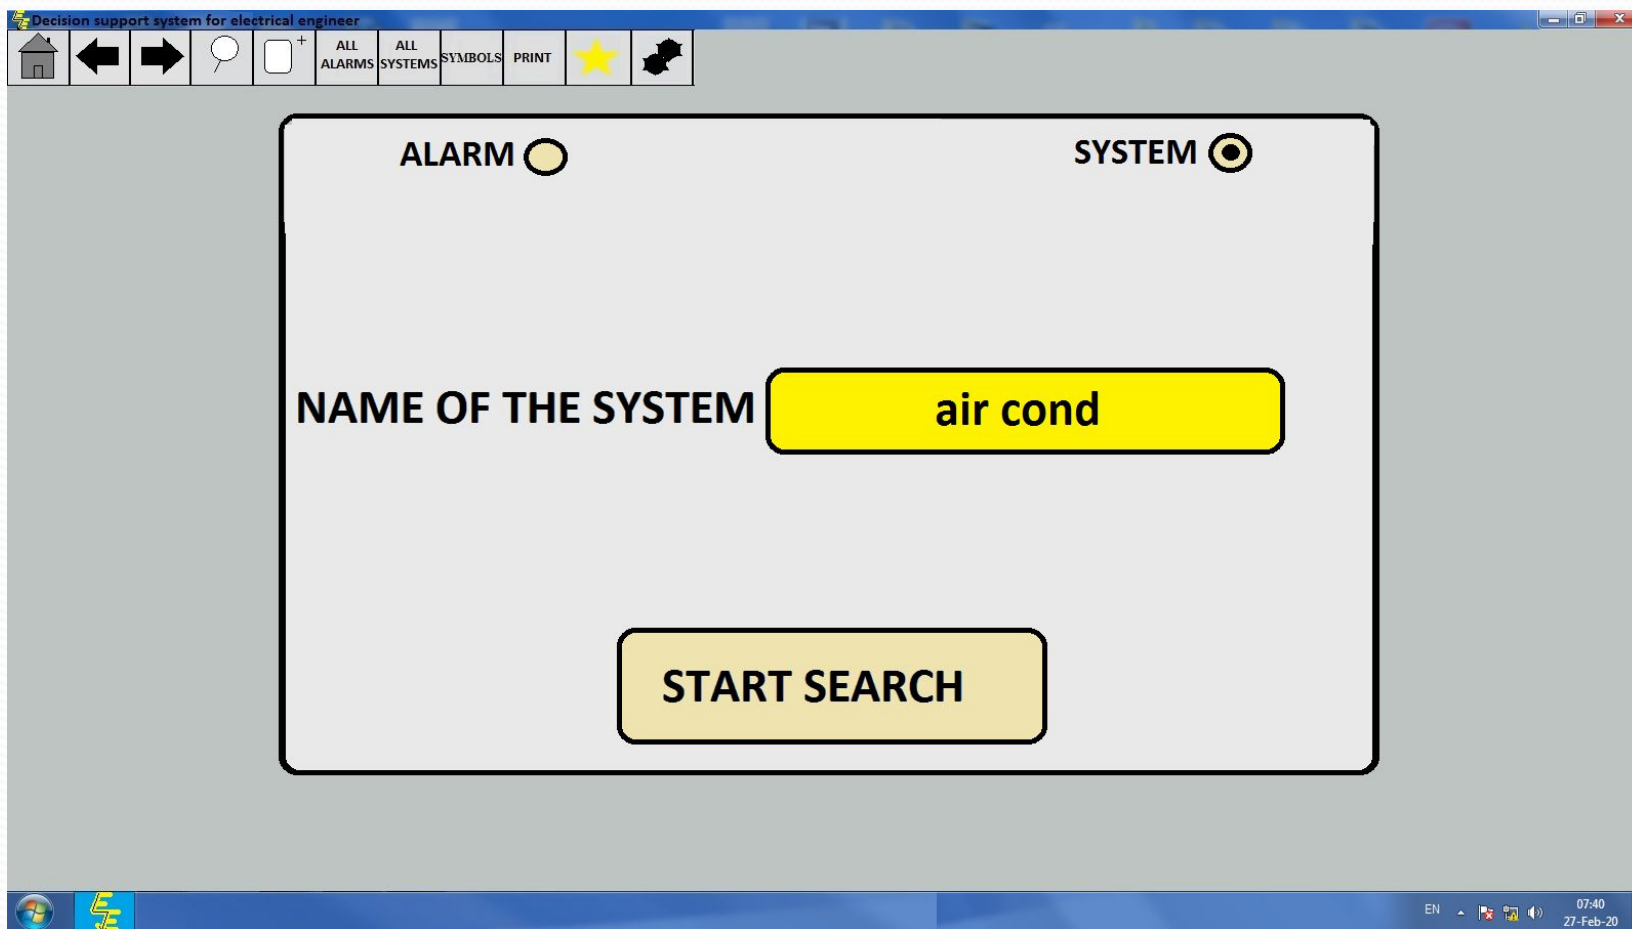 Decision support system for electrical engineer
ALL ALARMS
ALL SYSTEMS
SYMBOLS
PRINT
ALARM
SYSTEM
NAME OF THE SYSTEM
air cond
START SEARCH
EN
07:40
27-Feb-20